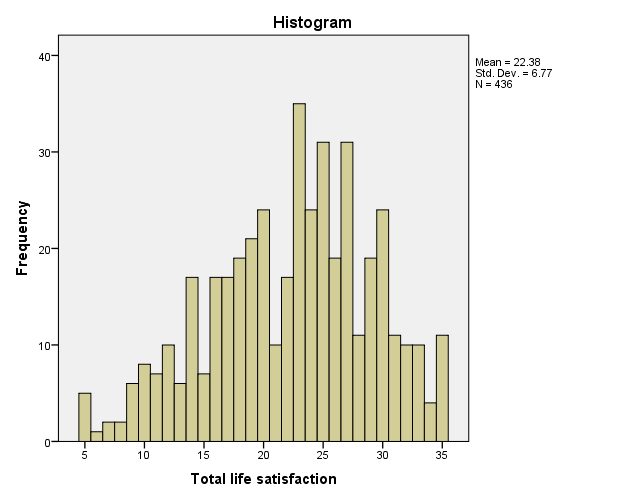 Histogram
Mean = 22.38
Std. Dev. = 6.77
N = 436
40
30
20
10
0
Frequency
5 10 15 20 25 30 35
Total life satisfaction